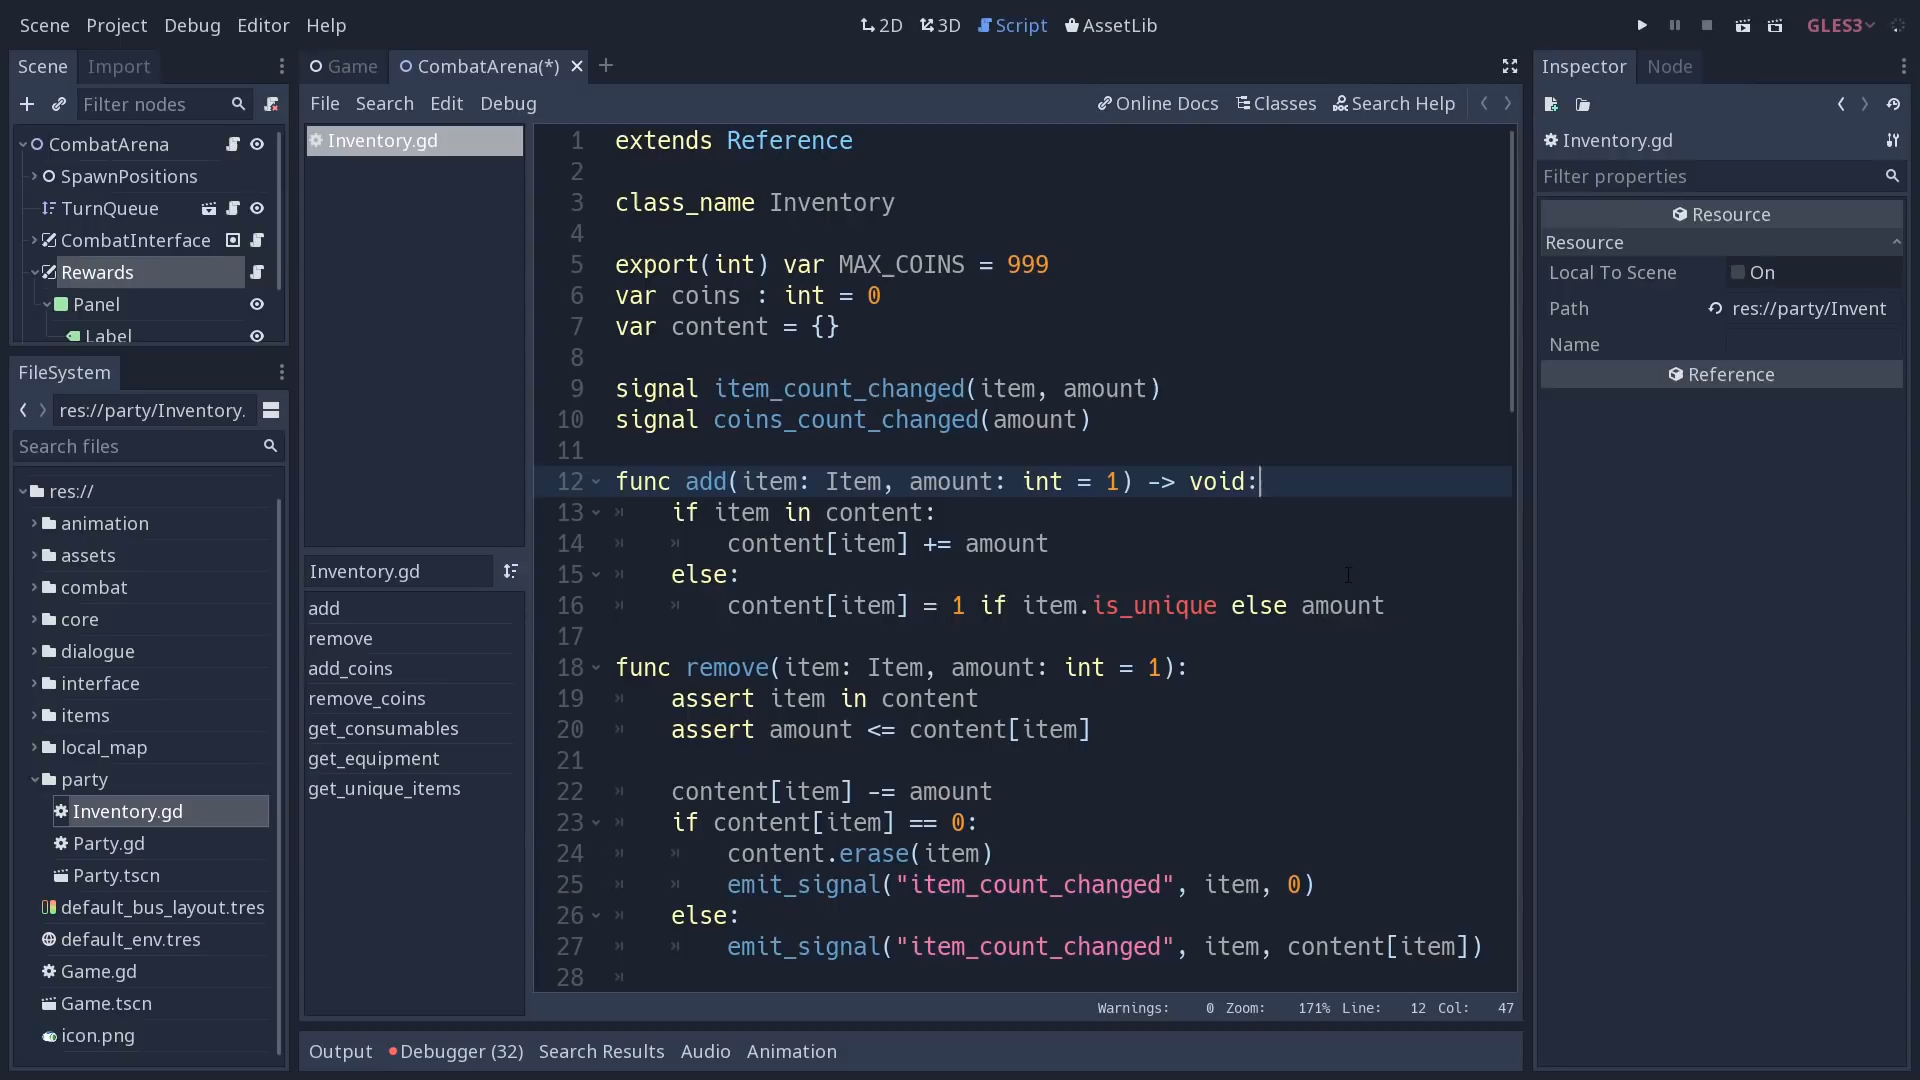 Scene Project Debug Editor Help
2D 3D Script AssetLib
GLES3
Scene Import
Filter nodes
CombatArena
SpawnPositions
TurnQueue
CombatInterface
Rewards
Panel
Label
FileSystem
res://party/Inventory.
Search files
res://
animation
assets
combat
core
dialogue
interface
items
local_map
party
Inventory.gd
Party.gd
Party.tscn
default_bus_layout.tres
default_env.tres
Game.gd
Game.tscn
icon.png
Game CombatArena(*)
File Search Edit Debug
Online Docs Classes Search Help
Inventory.gd
Inventory.gd
add
remove
add_coins
remove_coins
get_consumables
get_equipment
get_unique_items
1 extends Reference
2
3 class_name Inventory
4
5 export(int) var MAX_COINS = 999
6 var coins : int = 0
7 var content = {}
8
9 signal item_count_changed(item, amount)
10 signal coins_count_changed(amount)
11
12 func add(item: Item, amount: int = 1) -> void:
13 if item in content:
14 content[item] += amount
15 else:
16 content[item] = 1 if item.is_unique else amount
17
18 func remove(item: Item, amount: int = 1):
19 assert item in content
20 assert amount <= content[item]
21
22 content[item] -= amount
23 if content[item] == 0:
24 content.erase(item)
25 emit_signal("item_count_changed", item, 0)
26 else:
27 emit_signal("item_count_changed", item, content[item])
28
Warnings: 0 Zoom: 171% Line: 12 Col: 47
Output Debugger (32) Search Results Audio Animation
Inspector Node
Inventory.gd
Filter properties
Resource
Resource
Local To Scene On
Path res://party/Invent
Name
Reference